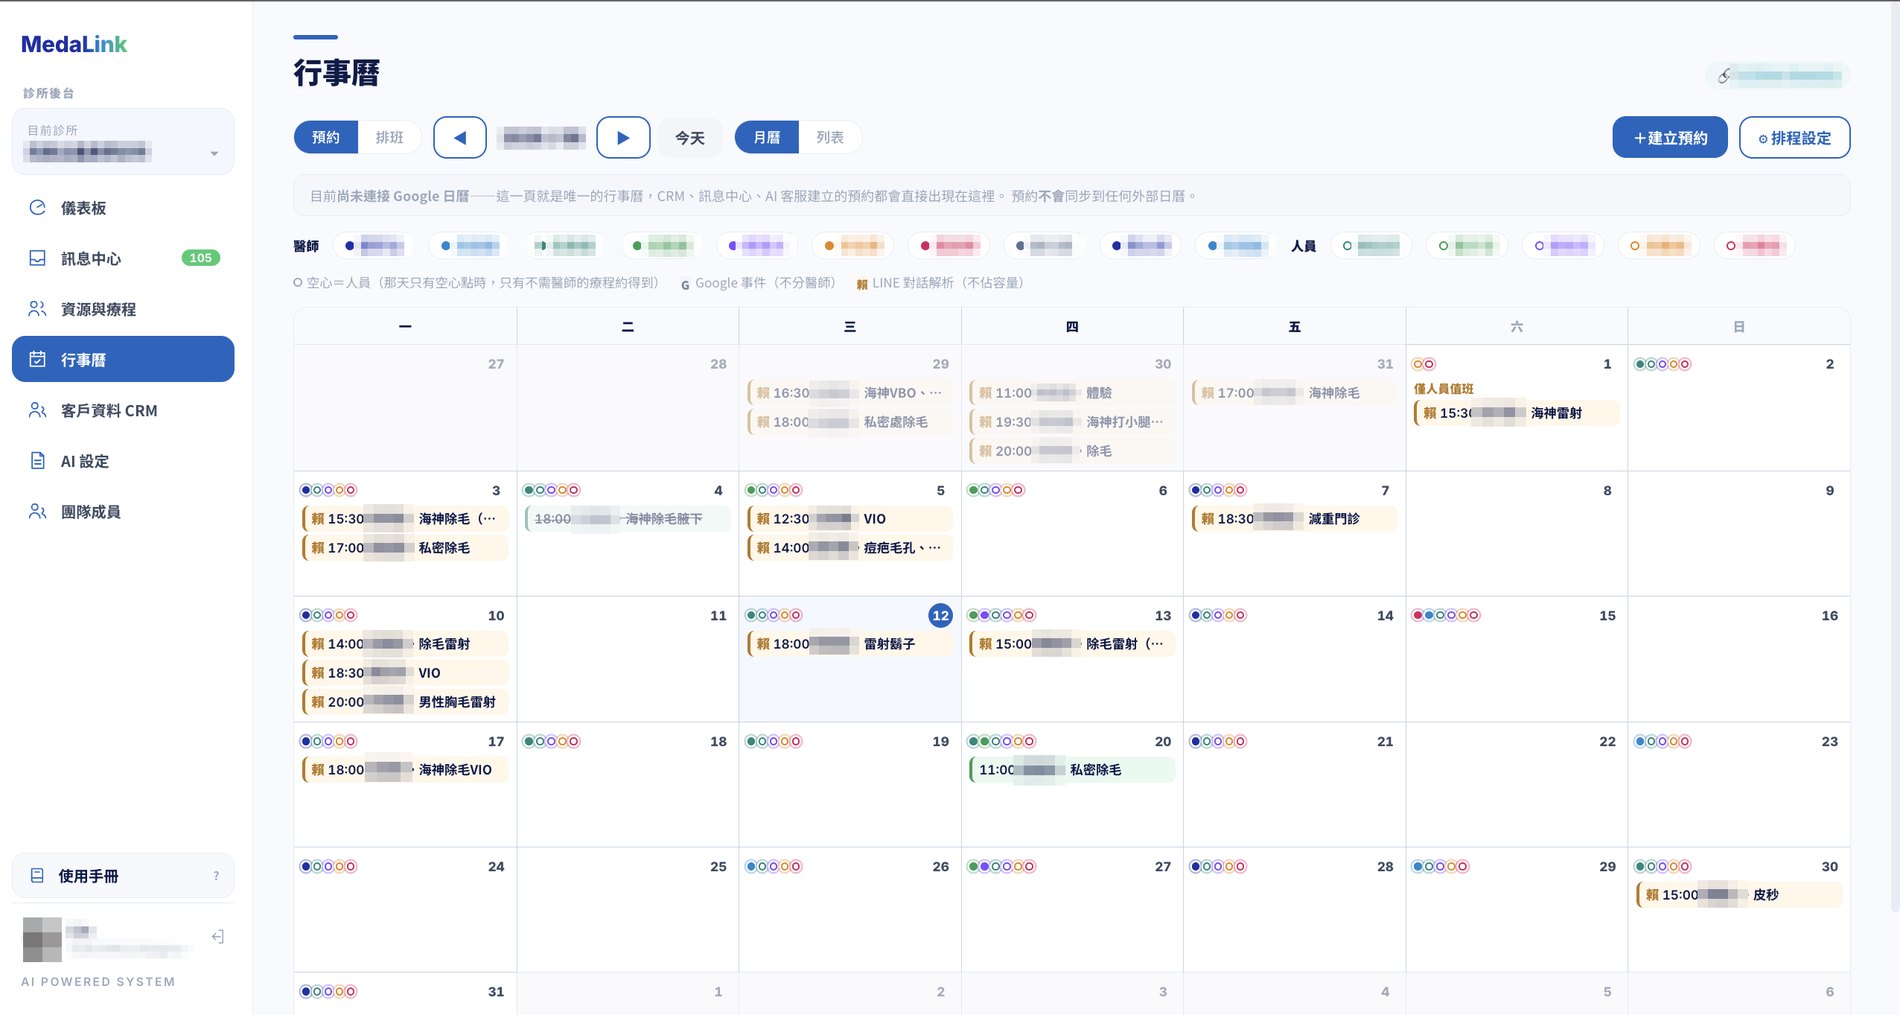 MedaLink
診所後台
目前診所
儀表板
訊息中心 105
資源與療程
行事曆
客戶資料 CRM
AI 設定
團隊成員
使用手冊 ?
AI POWERED SYSTEM
行事曆
預約 排班 ◀ ▶ 今天 月曆 列表 ＋建立預約 排程設定
目前尚未連接 Google 日曆——這一頁就是唯一的行事曆，CRM、訊息中心、AI 客服建立的預約都會直接出現在這裡。 預約不會同步到任何外部日曆。
醫師 人員
空心＝人員（那天只有空心點時，只有不需醫師的療程約得到） G Google 事件（不分醫師） 賴 LINE 對話解析（不佔容量）
一 二 三 四 五 六 日
27 28 29 30 31 1 2
賴 16:30 海神VBO、…
賴 18:00 私密處除毛
賴 11:00 體驗
賴 19:30 海神打小腿…
賴 20:00 除毛
賴 17:00 海神除毛
僅人員值班
賴 15:30 海神雷射
3 4 5 6 7 8 9
賴 15:30 海神除毛（…
賴 17:00 私密除毛
18:00 海神除毛腋下
賴 12:30 VIO
賴 14:00 痘疤毛孔、…
賴 18:30 減重門診
10 11 12 13 14 15 16
賴 14:00 除毛雷射
賴 18:30 VIO
賴 20:00 男性胸毛雷射
賴 18:00 雷射鬍子
賴 15:00 除毛雷射（…
17 18 19 20 21 22 23
賴 18:00 海神除毛VIO
11:00 私密除毛
24 25 26 27 28 29 30
賴 15:00 皮秒
31 1 2 3 4 5 6